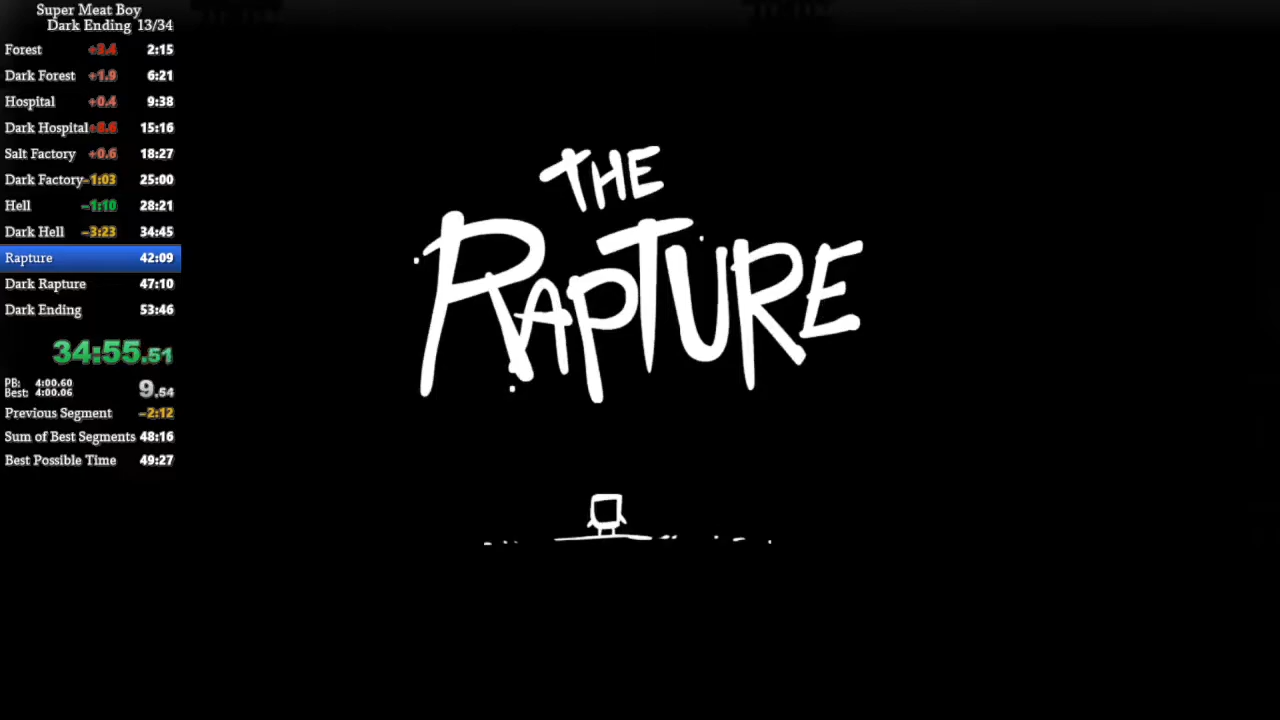 Super Meat Boy
Dark Ending 13/34
Forest +3.4 2:15
Dark Forest +1.9 6:21
Hospital +0.4 9:38
Dark Hospital +8.6 15:16
Salt Factory +0.6 18:27
Dark Factory −1:03 25:00
Hell −1:10 28:21
Dark Hell −3:23 34:45
Rapture 42:09
Dark Rapture 47:10
Dark Ending 53:46
34:55.51
PB: 4:00.60
Best: 4:00.06
9.54
Previous Segment −2:12
Sum of Best Segments 48:16
Best Possible Time 49:27
THE
RAPTURE